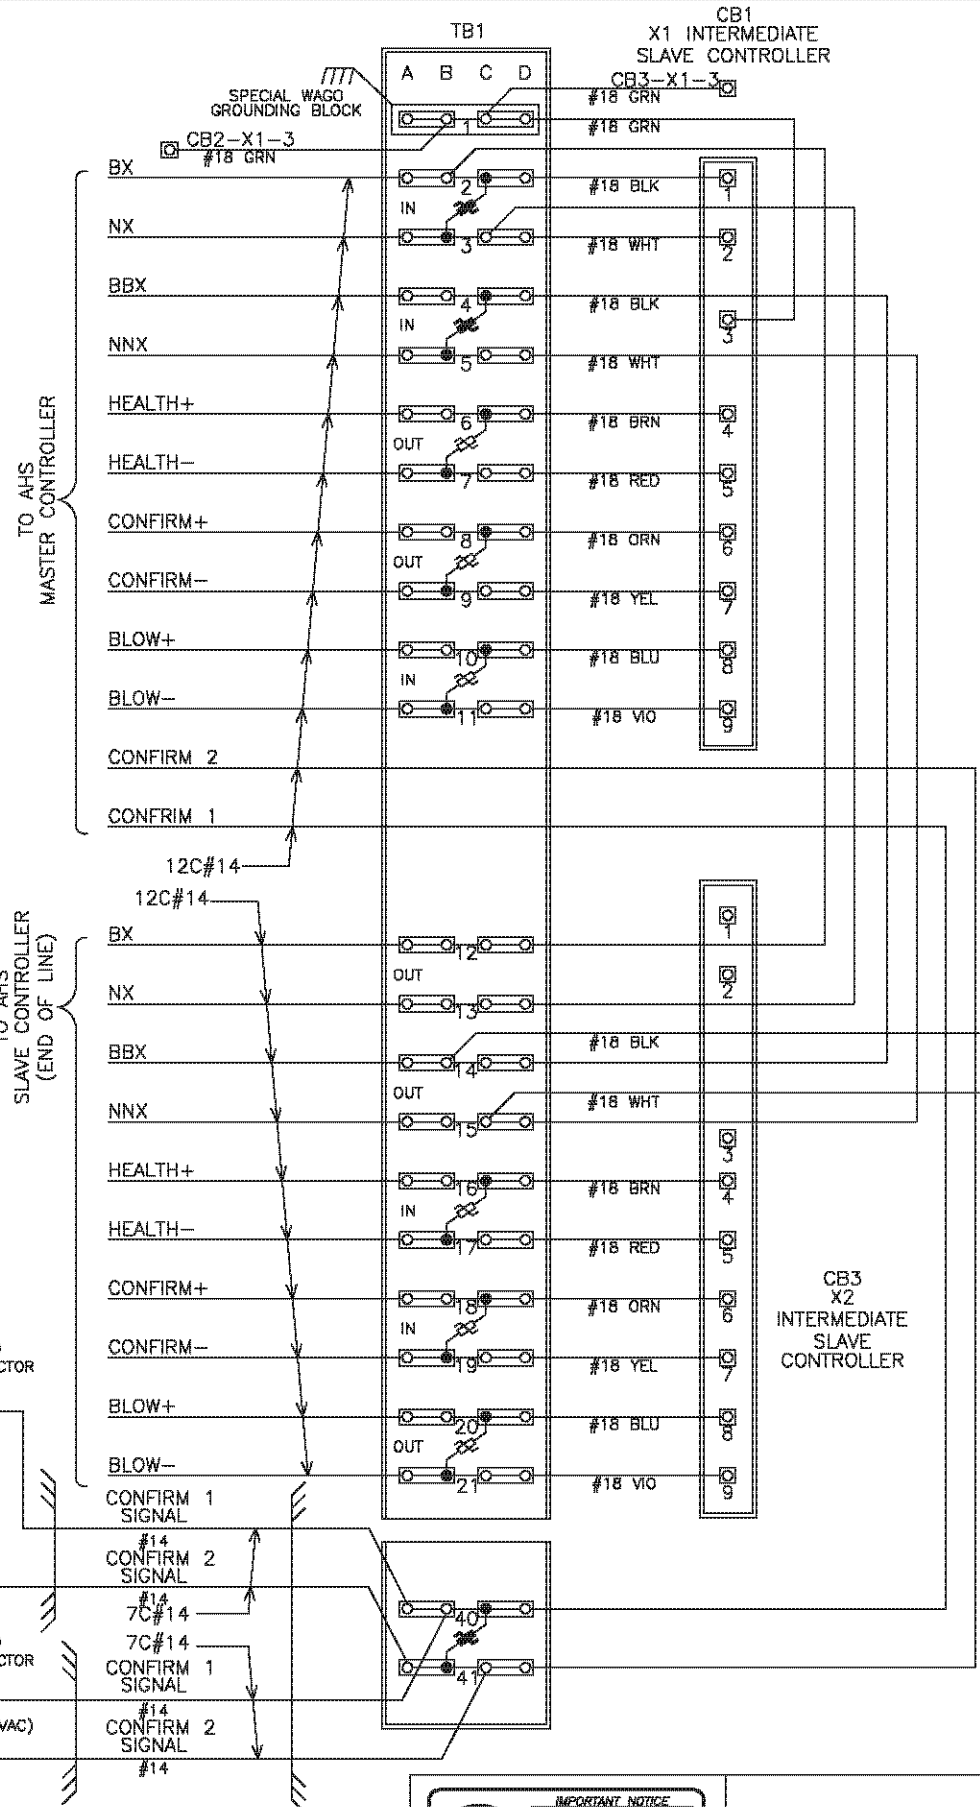 TB1
CB1
X1 INTERMEDIATE
SLAVE CONTROLLER
A B C D
CB3-X1-3
#18 GRN
SPECIAL WAGO
GROUNDING BLOCK
1
#18 GRN
CB2-X1-3
#18 GRN
BX
2
#18 BLK
1
IN
NX
3
#18 WHT
2
BBX
4
#18 BLK
IN
3
NNX
5
#18 WHT
HEALTH+
6
#18 BRN
4
OUT
HEALTH-
7
#18 RED
5
TO AHS
MASTER CONTROLLER
CONFIRM+
8
#18 ORN
6
OUT
CONFIRM-
9
#18 YEL
7
BLOW+
10
#18 BLU
8
IN
BLOW-
11
#18 VIO
9
CONFIRM 2
CONFRIM 1
12C#14
12C#14
TO AHS
SLAVE CONTROLLER
(END OF LINE)
BX
12
1
OUT
2
NX
13
#18 BLK
BBX
14
OUT
#18 WHT
NNX
15
3
HEALTH+
16
#18 BRN
4
IN
HEALTH-
17
#18 RED
5
CB3
X2
INTERMEDIATE
SLAVE
CONTROLLER
CONFIRM+
18
#18 ORN
6
IN
CONFIRM-
19
#18 YEL
7
CTOR
BLOW+
20
#18 BLU
8
OUT
BLOW-
21
#18 VIO
9
CONFIRM 1
SIGNAL
#14
CONFIRM 2
SIGNAL
#14
7C#14
40
7C#14
CTOR
CONFIRM 1
SIGNAL
41
#14
VAC)
CONFIRM 2
SIGNAL
#14
IMPORTANT NOTICE